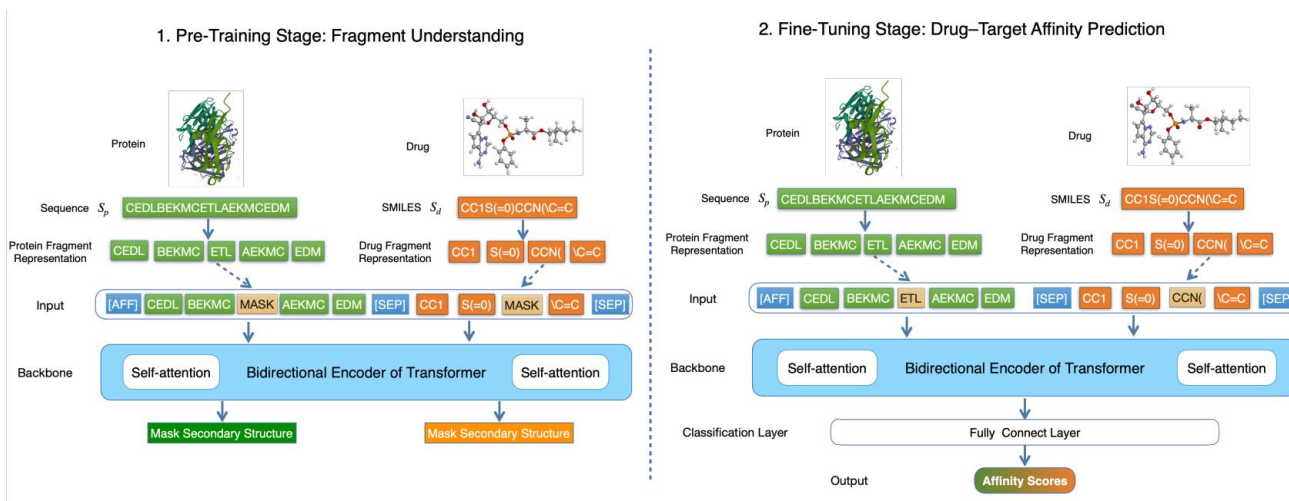 1. Pre-Training Stage: Fragment Understanding
Protein
Drug
Sequence Sp CEDLBEKMCETLAEKMCEDM
SMILES Sd CC1S(=0)CCN(\C=C
Protein Fragment
Representation
CEDL BEKMC ETL AEKMC EDM
Drug Fragment
Representation
CC1 S(=0) CCN( \C=C
Input [AFF] CEDL BEKMC MASK AEKMC EDM [SEP] CC1 S(=0) MASK \C=C [SEP]
Backbone Self-attention Bidirectional Encoder of Transformer Self-attention
Mask Secondary Structure Mask Secondary Structure
2. Fine-Tuning Stage: Drug–Target Affinity Prediction
Protein
Drug
Sequence Sp CEDLBEKMCETLAEKMCEDM
SMILES Sd CC1S(=0)CCN(\C=C
Protein Fragment
Representation
CEDL BEKMC ETL AEKMC EDM
Drug Fragment
Representation
CC1 S(=0) CCN( \C=C
Input [AFF] CEDL BEKMC ETL AEKMC EDM [SEP] CC1 S(=0) CCN( \C=C [SEP
Backbone Self-attention Bidirectional Encoder of Transformer Self-attention
Classification Layer Fully Connect Layer
Output Affinity Scores